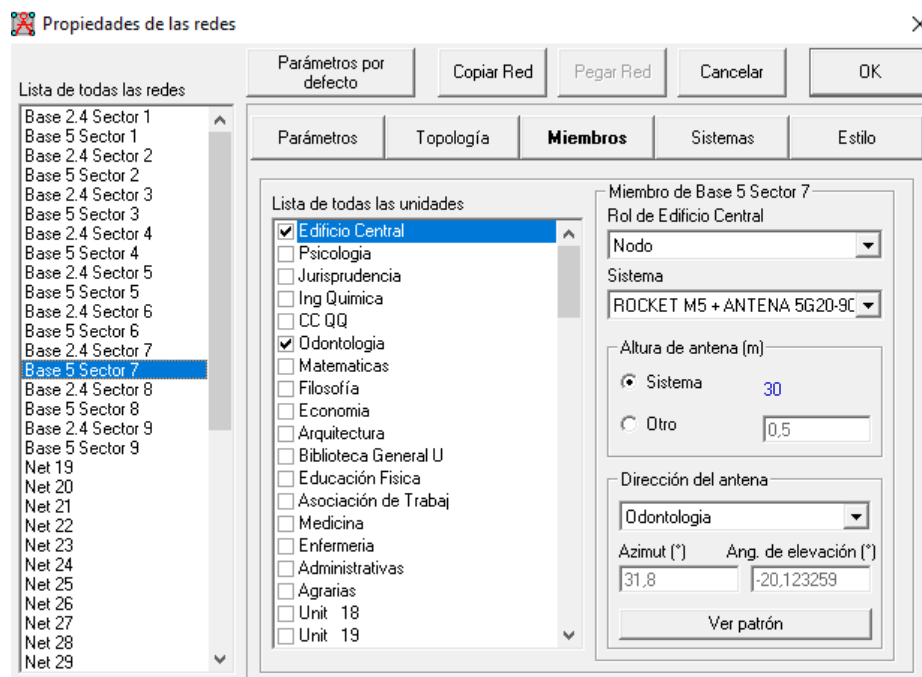 Propiedades de las redes
Lista de todas las redes
Base 2.4 Sector 1
Base 5 Sector 1
Base 2.4 Sector 2
Base 5 Sector 2
Base 2.4 Sector 3
Base 5 Sector 3
Base 2.4 Sector 4
Base 5 Sector 4
Base 2.4 Sector 5
Base 5 Sector 5
Base 2.4 Sector 6
Base 5 Sector 6
Base 2.4 Sector 7
Base 5 Sector 7
Base 2.4 Sector 8
Base 5 Sector 8
Base 2.4 Sector 9
Base 5 Sector 9
Net 19
Net 20
Net 21
Net 22
Net 23
Net 24
Net 25
Net 26
Net 27
Net 28
Net 29
Parámetros por
defecto
Copiar Red
Pegar Red
Cancelar
OK
Parámetros
Topología
Miembros
Sistemas
Estilo
Lista de todas las unidades
Edificio Central
Psicologia
Jurisprudencia
Ing Quimica
CC QQ
Odontologia
Matematicas
Filosofía
Economia
Arquitectura
Biblioteca General U
Educación Fisica
Asociación de Trabaj
Medicina
Enfermeria
Administrativas
Agrarias
Unit 18
Unit 19
Miembro de Base 5 Sector 7
Rol de Edificio Central
Nodo
Sistema
ROCKET M5 + ANTENA 5G20-90
Altura de antena (m)
Sistema 30
Otro 0,5
Dirección del antena
Odontologia
Azimut (°) Ang. de elevación (°)
31,8 -20,123259
Ver patrón